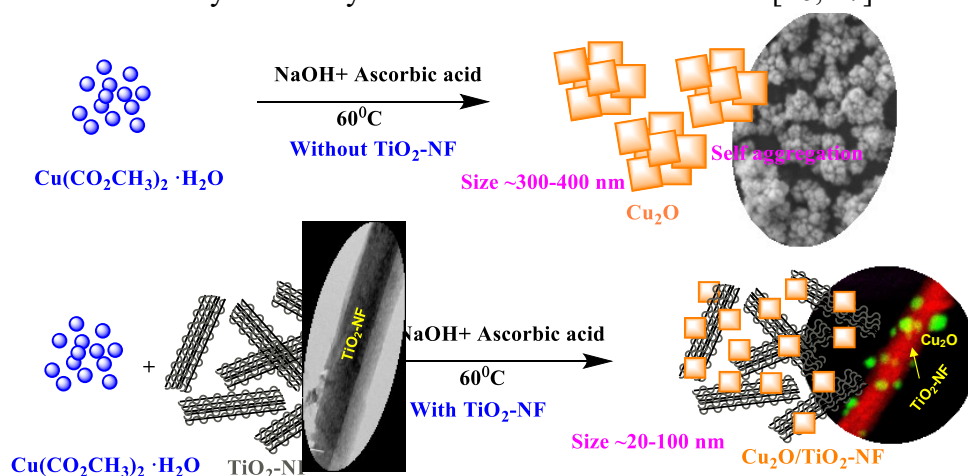 NaOH+ Ascorbic acid
60⁰C
Without TiO₂-NF
Cu(CO₂CH₃)₂ ·H₂O
Self aggregation
Size ~300-400 nm
Cu₂O
TiO₂-NF
+
NaOH+ Ascorbic acid
60⁰C
With TiO₂-NF
Cu₂O
TiO₂-NF
Size ~20-100 nm
Cu(CO₂CH₃)₂ ·H₂O
TiO₂-NF
Cu₂O/TiO₂-NF